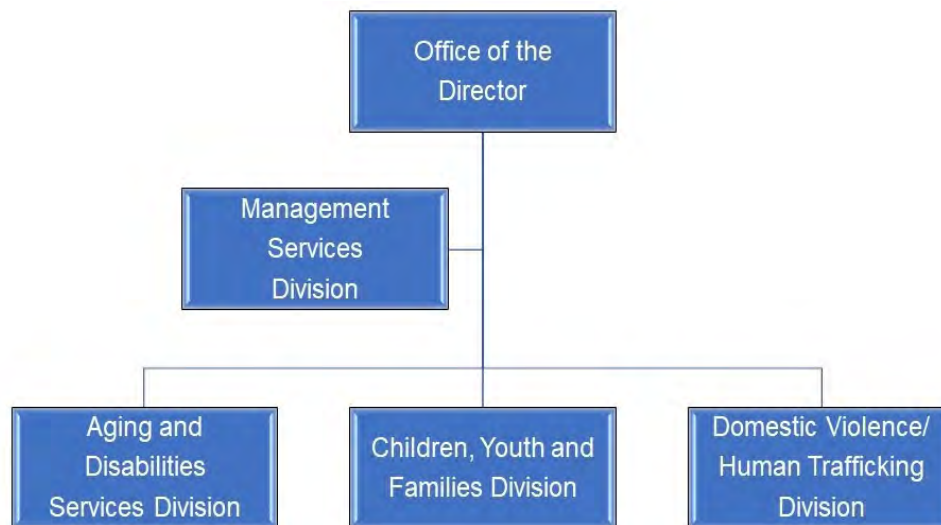 Office of the
Director
Management
Services
Division
Aging and
Disabilities
Services Division
Children, Youth and
Families Division
Domestic Violence/
Human Trafficking
Division